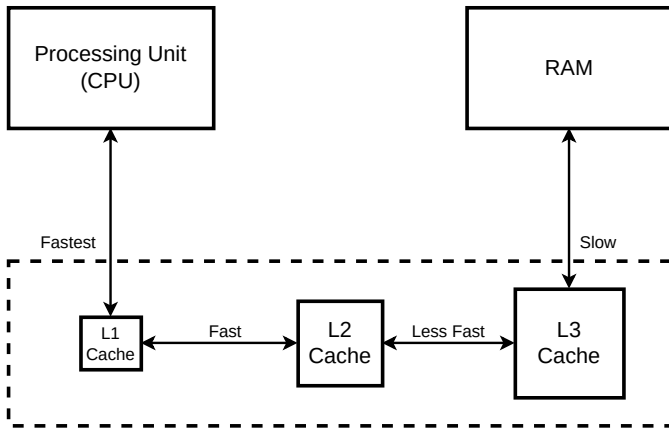 Processing Unit
(CPU)
RAM
Fastest
Slow
L1
Cache
Fast
L2
Cache
Less Fast
L3
Cache